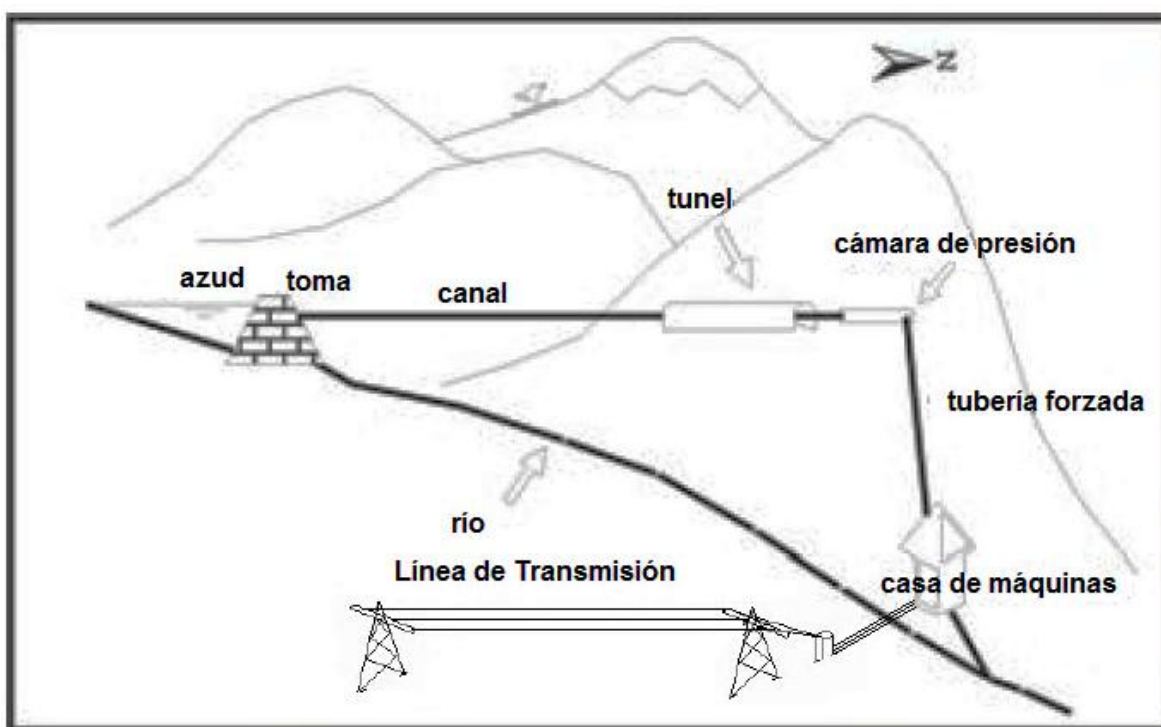 N
tunel
cámara de presión
azud
toma
canal
tubería forzada
río
Línea de Transmisión
casa de máquinas